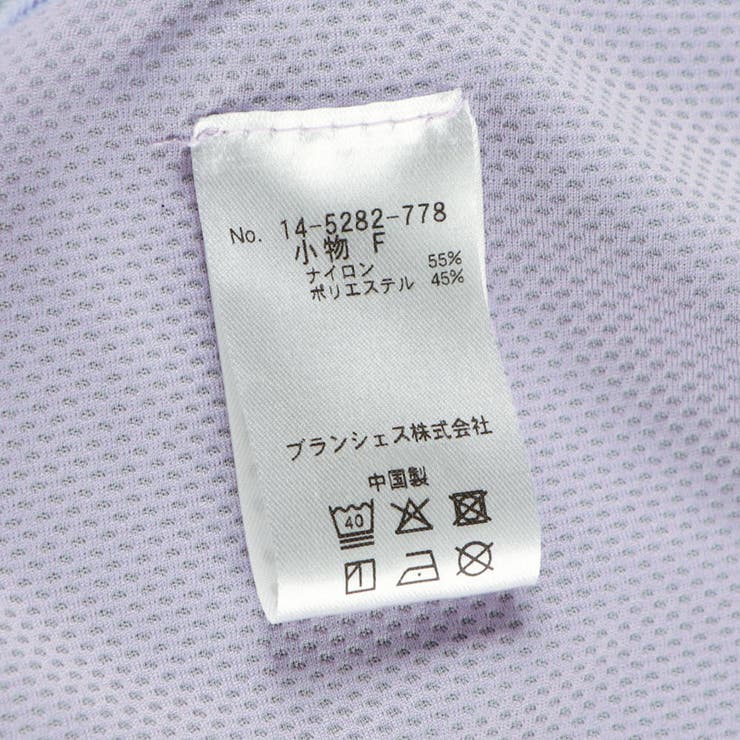 No. 14-5282-778
小物 F
ナイロン 55%
ポリエステル 45%
ブランシェス株式会社
中国製
40